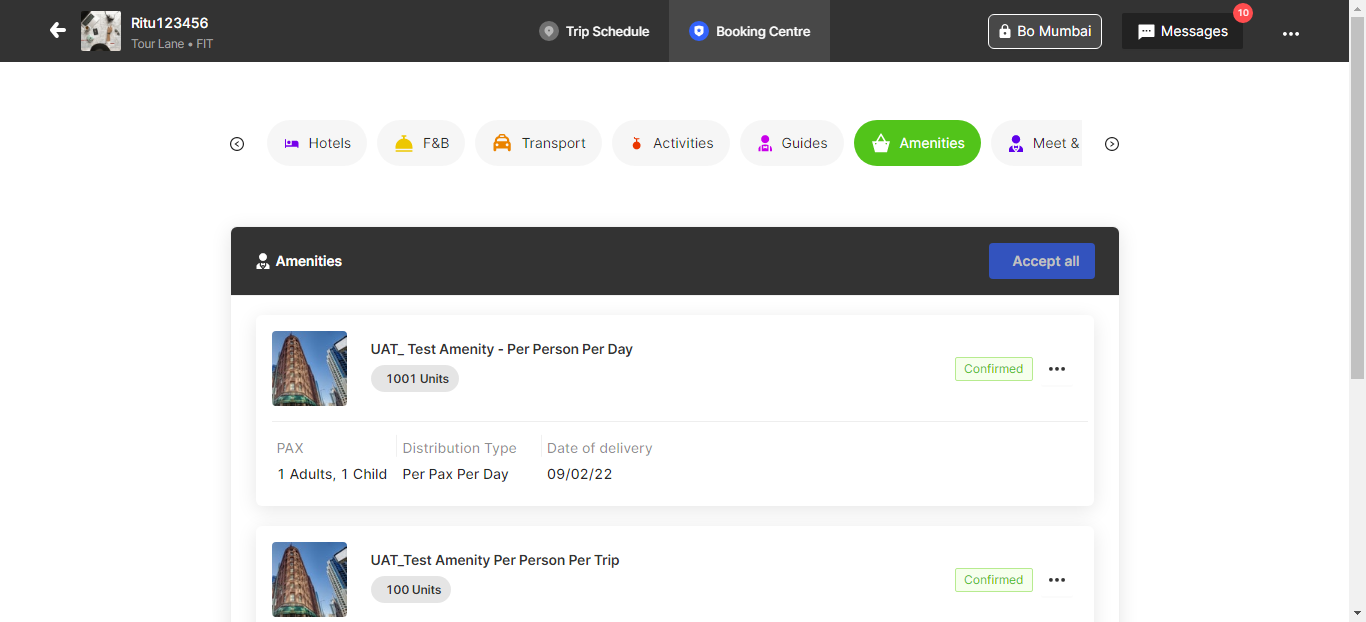 Ritu123456
Tour Lane • FIT
Trip Schedule
Booking Centre
Bo Mumbai
Messages
10
Hotels
F&B
Transport
Activities
Guides
Amenities
Meet &
Amenities
Accept all
UAT_ Test Amenity - Per Person Per Day
1001 Units
Confirmed
PAX
Distribution Type
Date of delivery
1 Adults, 1 Child
Per Pax Per Day
09/02/22
UAT_Test Amenity Per Person Per Trip
100 Units
Confirmed